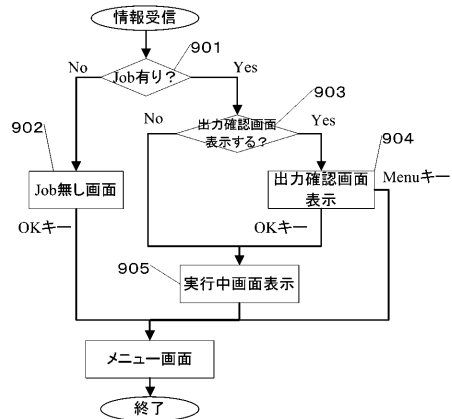 情報受信
901
Job有り？
No
Yes
903
出力確認画面
表示する？
No
Yes
902
904
Job無し画面
出力確認画面
表示
Menuキー
OKキー
OKキー
905
実行中画面表示
メニュー画面
終了